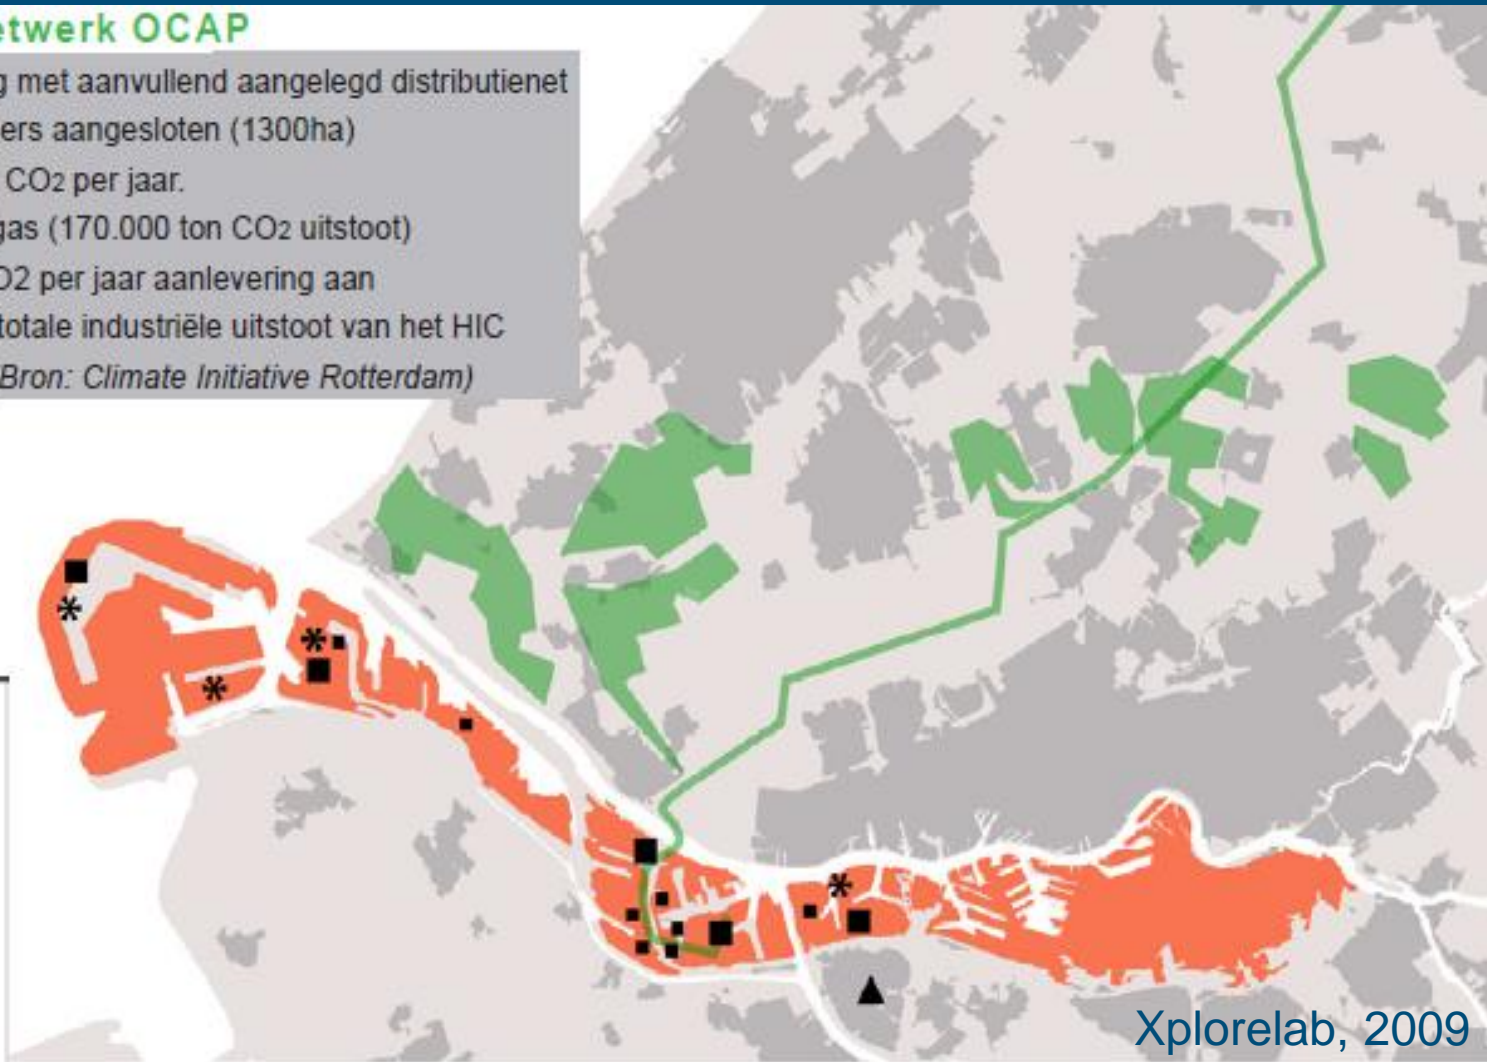 etwerk OCAP
g met aanvullend aangelegd distributienet
ers aangesloten (1300ha)
CO2 per jaar.
gas (170.000 ton CO2 uitstoot)
O2 per jaar aanlevering aan
totale industriële uitstoot van het HIC
(Bron: Climate Initiative Rotterdam)
Xplorelab, 2009